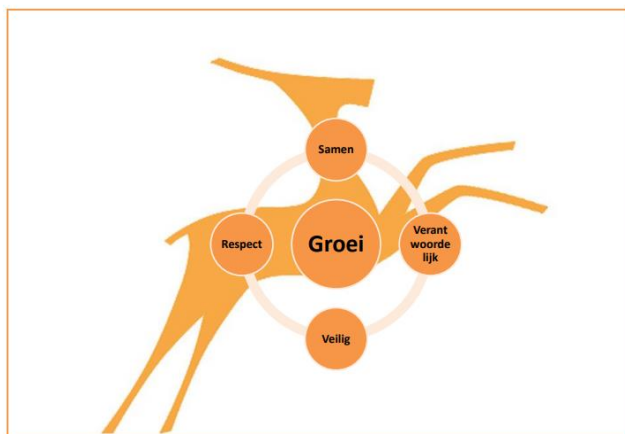 Samen
Respect
Groei
Verant
woorde
lijk
Veilig